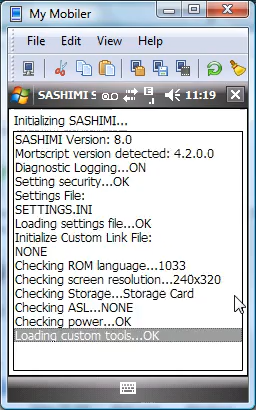 My Mobiler
File Edit View Help
SASHIMI S 11:19
Initializing SASHIMI...
SASHIMI Version: 8.0
Mortscript version detected: 4.2.0.0
Diagnostic Logging...ON
Setting security...OK
Settings File:
SETTINGS.INI
Loading settings file...OK
Initialize Custom Link File:
NONE
Checking ROM language...1033
Checking screen resolution...240x320
Checking Storage...Storage Card
Checking ASL...NONE
Checking power...OK
Loading custom tools...OK